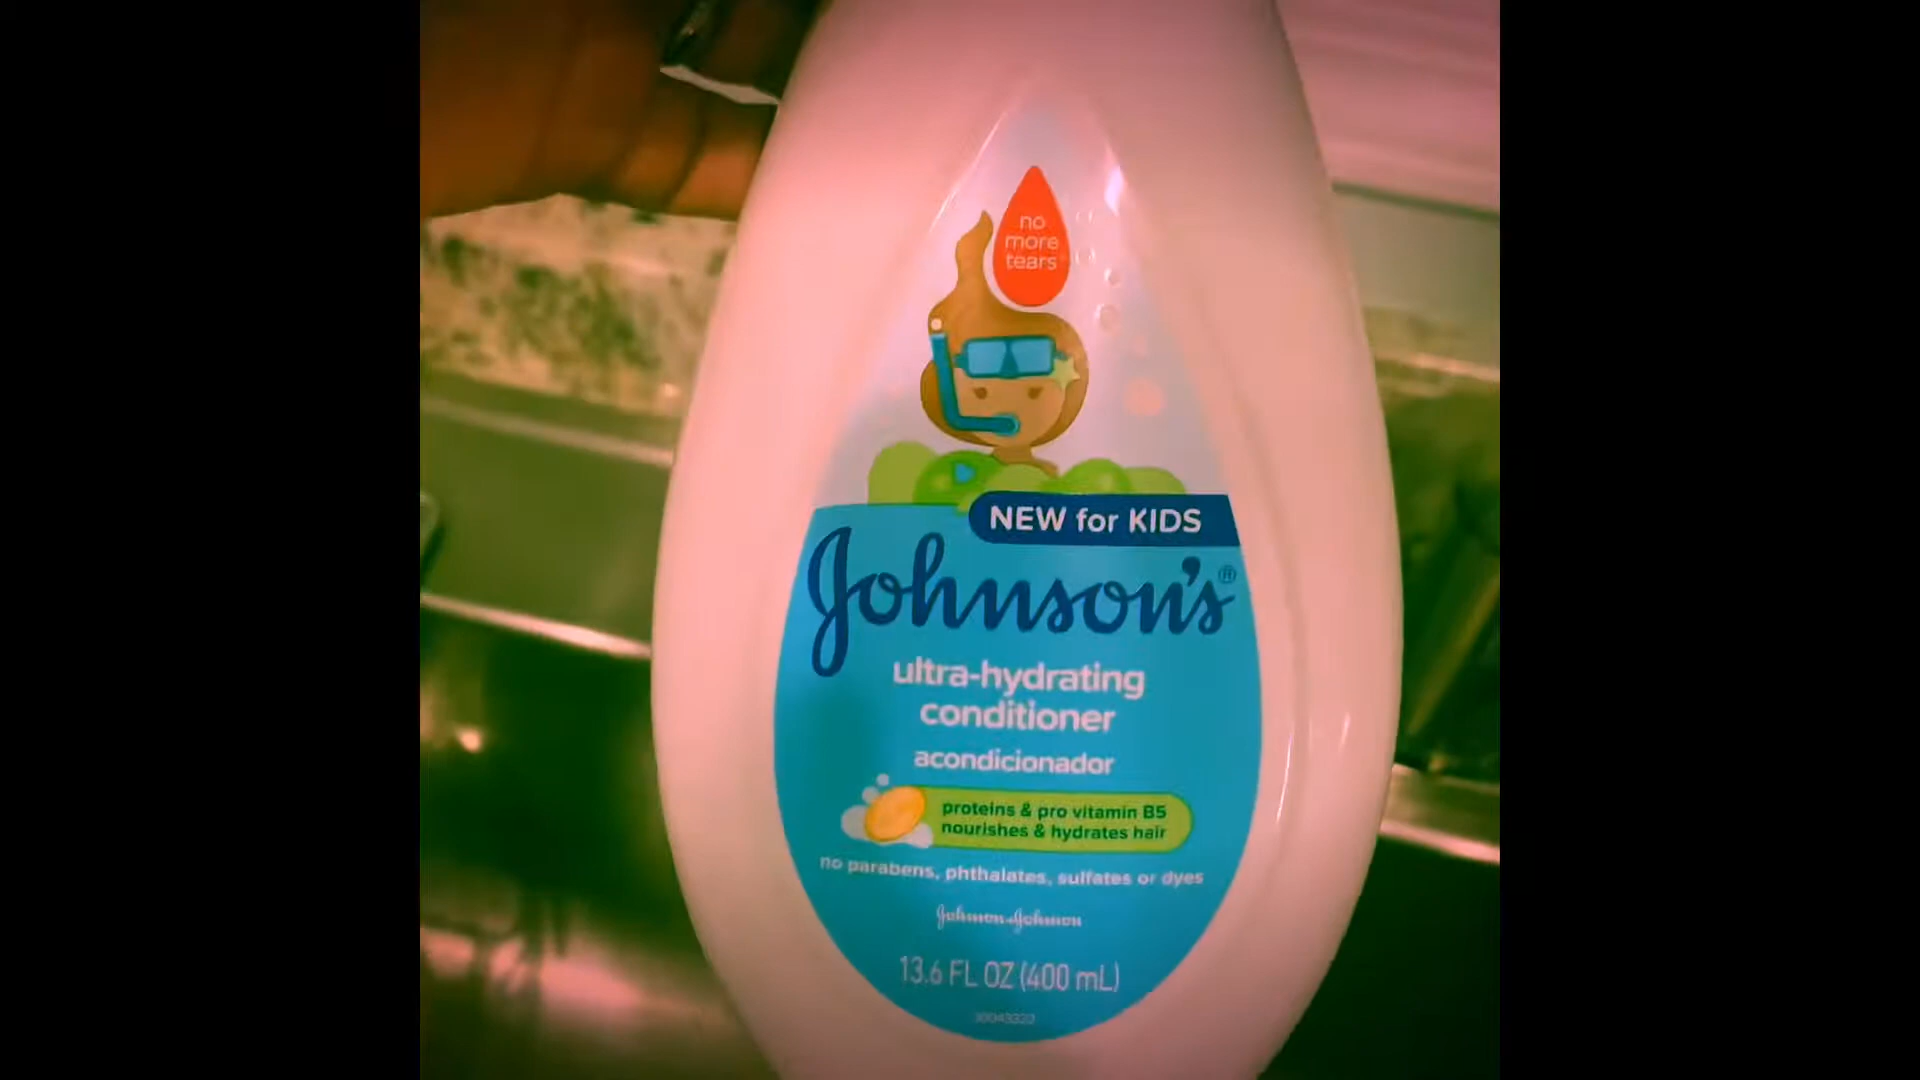 no
more
tears
NEW for KIDS
Johnson's®
ultra-hydrating
conditioner
acondicionador
proteins & pro vitamin B5
nourishes & hydrates hair
no parabens, phthalates, sulfates or dyes
Johnson & Johnson
13.6 FL OZ (400 mL)